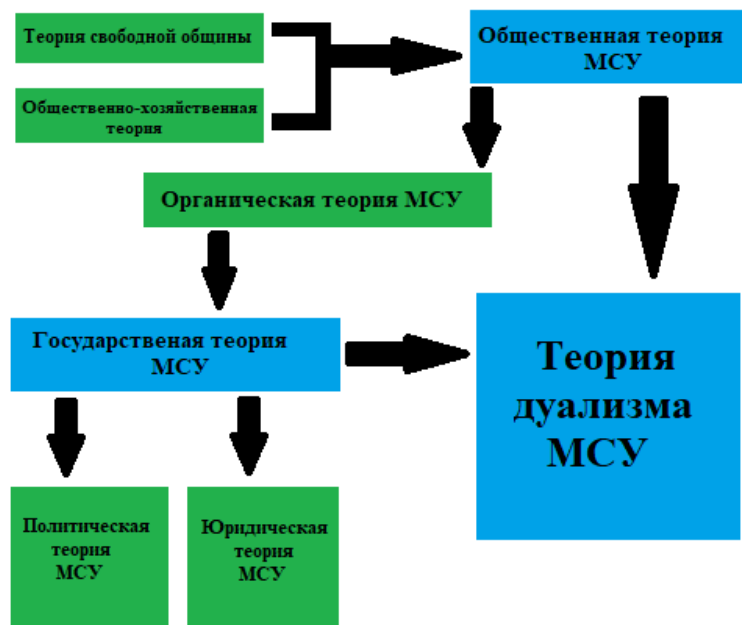 Теория свободной общины
Общественная теория
МСУ
Общественно-хозяйственная
теория
Органическая теория МСУ
Государственая теория
МСУ
Теория
дуализма
МСУ
Политическая
теория
МСУ
Юридическая
теория
МСУ